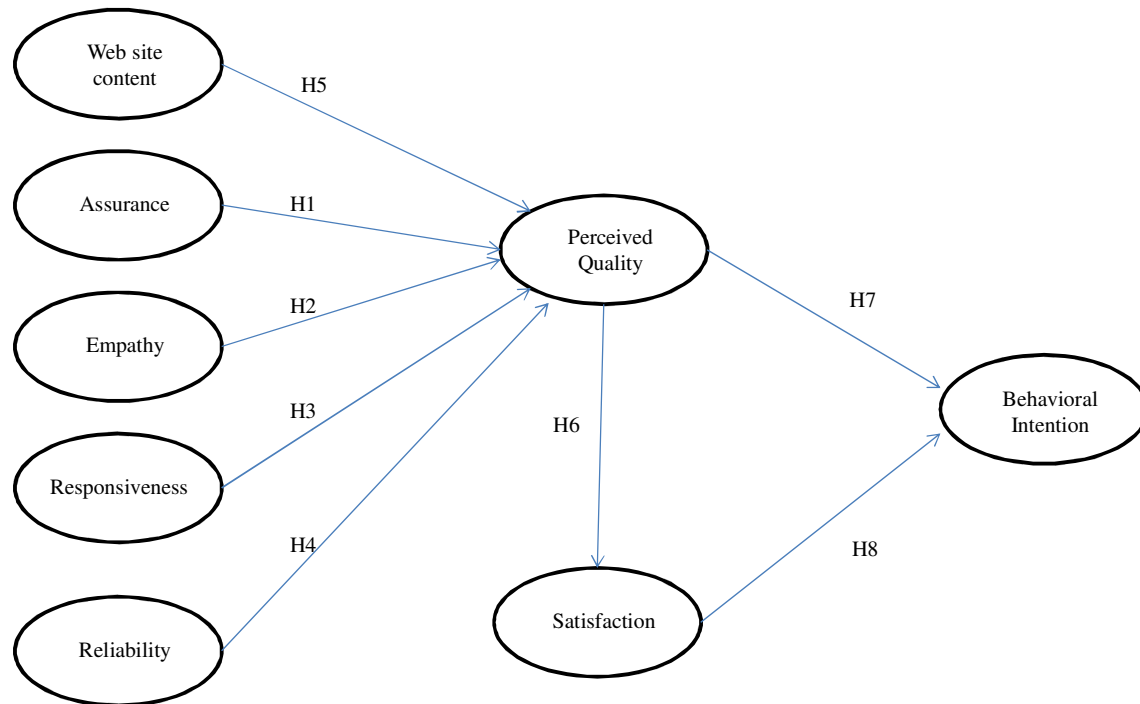 Web site
content
H5
Assurance
H1
Perceived
Quality
H2
Empathy
H7
H3
Behavioral
Intention
H6
Responsiveness
H4
H8
Satisfaction
Reliability